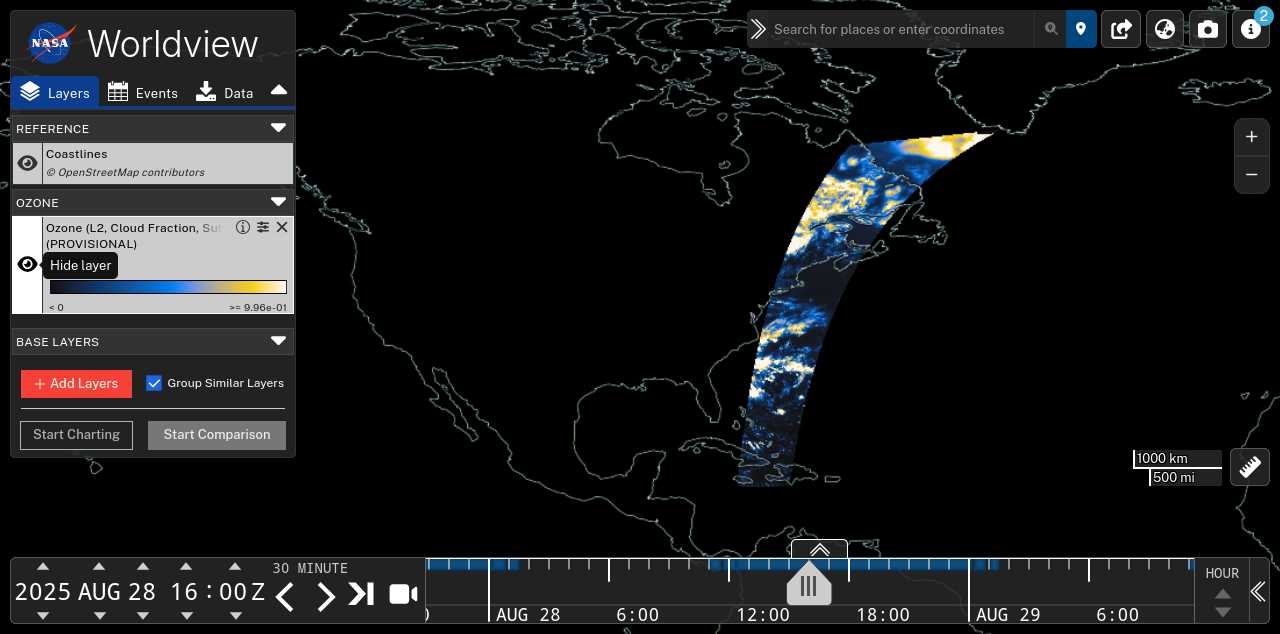 NASA
Worldview
Layers
Events
Data
REFERENCE
Coastlines
© OpenStreetMap contributors
OZONE
Ozone (L2, Cloud Fraction, Su
(PROVISIONAL)
Hide layer
< 0
>= 9.96e-01
BASE LAYERS
+ Add Layers
Group Similar Layers
Start Charting
Start Comparison
Search for places or enter coordinates
2
+
−
1000 km
500 mi
2025 AUG 28 16 : 00 Z
30 MINUTE
AUG 28
6:00
12:00
18:00
AUG 29
6:00
HOUR